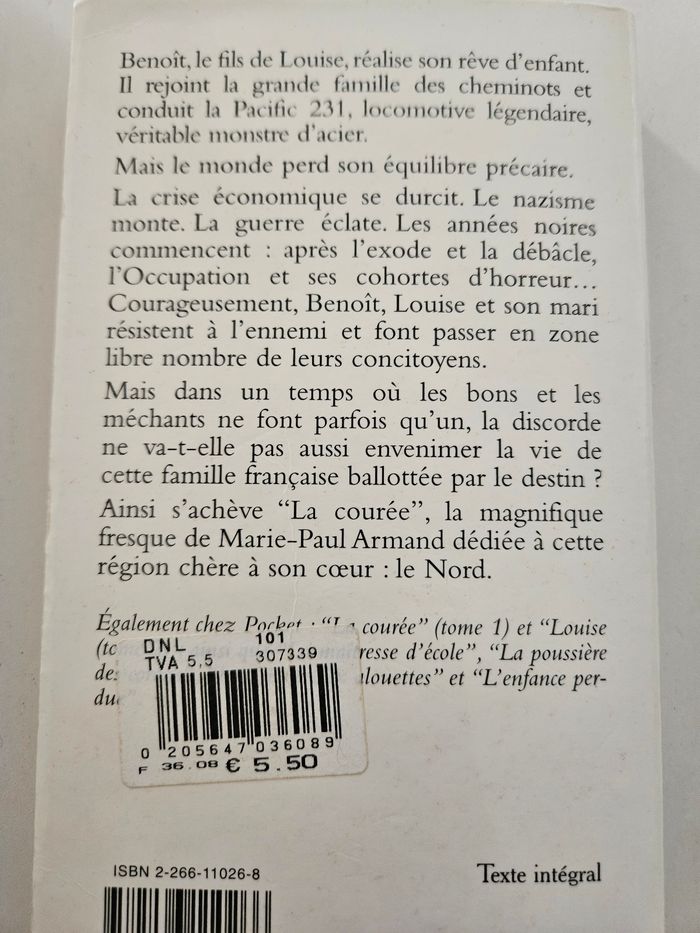 Benoît, le fils de Louise, réalise son rêve d'enfant.
Il rejoint la grande famille des cheminots et
conduit la Pacific 231, locomotive légendaire,
véritable monstre d'acier.
Mais le monde perd son équilibre précaire.
La crise économique se durcit. Le nazisme
monte. La guerre éclate. Les années noires
commencent : après l'exode et la débâcle,
l'Occupation et ses cohortes d'horreur...
Courageusement, Benoît, Louise et son mari
résistent à l'ennemi et font passer en zone
libre nombre de leurs concitoyens.
Mais dans un temps où les bons et les
méchants ne font parfois qu'un, la discorde
ne va-t-elle pas aussi envenimer la vie de
cette famille française ballottée par le destin ?
Ainsi s'achève "La courée", la magnifique
fresque de Marie-Paul Armand dédiée à cette
région chère à son cœur : le Nord.
Également chez Pocket : "La courée" (tome 1) et "Louise
(to resse d'école", "La poussière
de alouettes" et "L'enfance per-
du
DNL 101
TVA 5,5 307339
0 205647 036089
F 36.08 € 5.50
ISBN 2-266-11026-8
Texte intégral